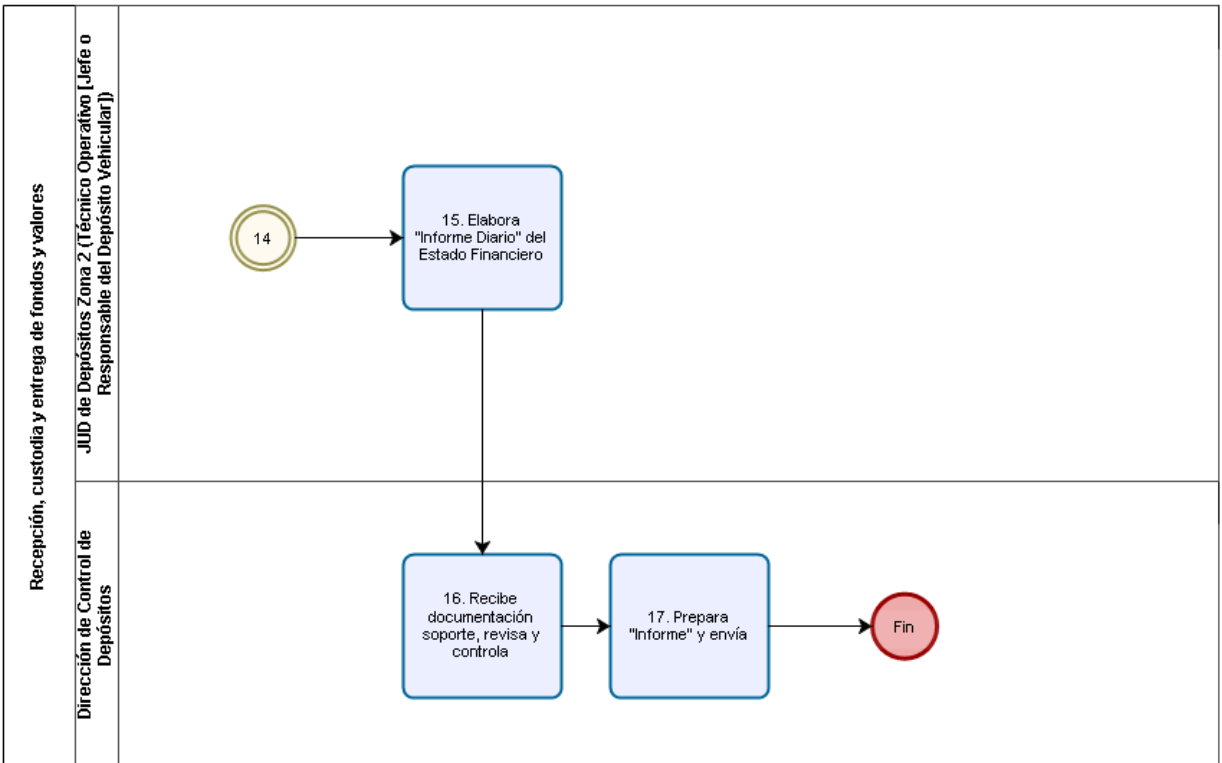 Recepción, custodia y entrega de fondos y valores
JUD de Depósitos Zona 2 (Técnico Operativo [Jefe o
Responsable del Depósito Vehicular])
14
15. Elabora
"Informe Diario" del
Estado Financiero
Dirección de Control de
Depósitos
16. Recibe
documentación
soporte, revisa y
controla
17. Prepara
"Informe" y envía
Fin